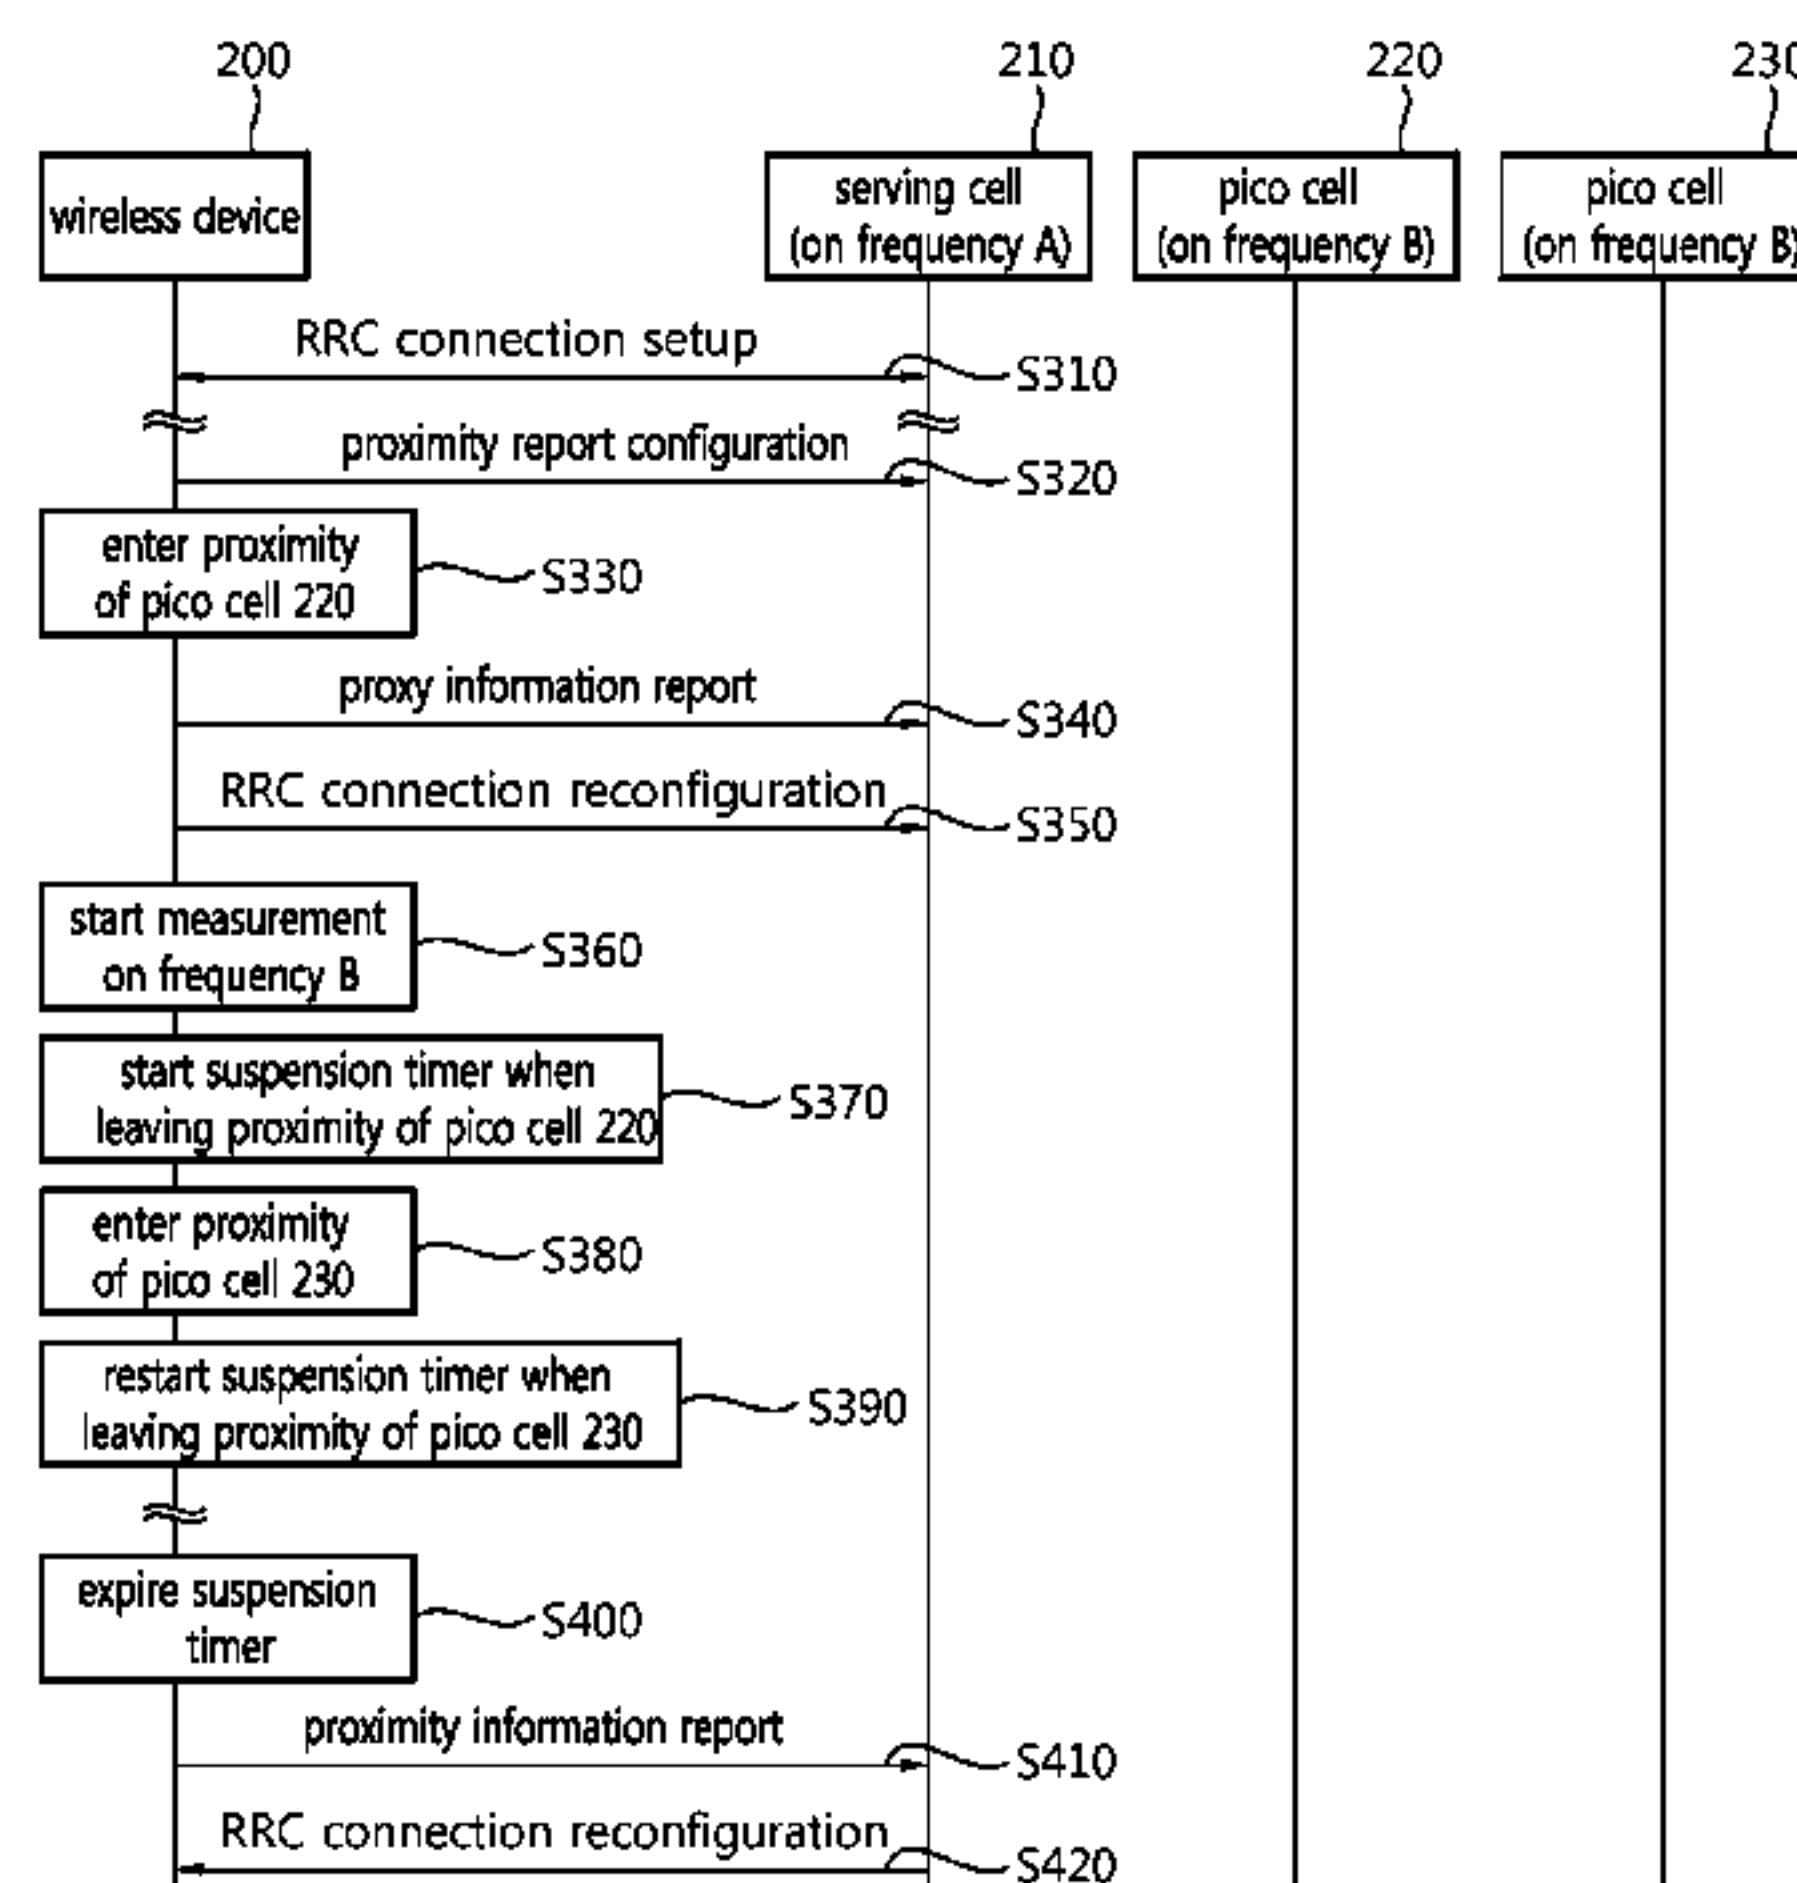 200
210
220
230
wireless device
serving cell
(on frequency A)
pico cell
(on frequency B)
pico cell
(on frequency B)
RRC connection setup
S310
proximity report configuration
S320
enter proximity
of pico cell 220
S330
proxy information report
S340
RRC connection reconfiguration
S350
start measurement
on frequency B
S360
start suspension timer when
leaving proximity of pico cell 220
S370
enter proximity
of pico cell 230
S380
restart suspension timer when
leaving proximity of pico cell 230
S390
expire suspension
timer
S400
proximity information report
S410
RRC connection reconfiguration
S420